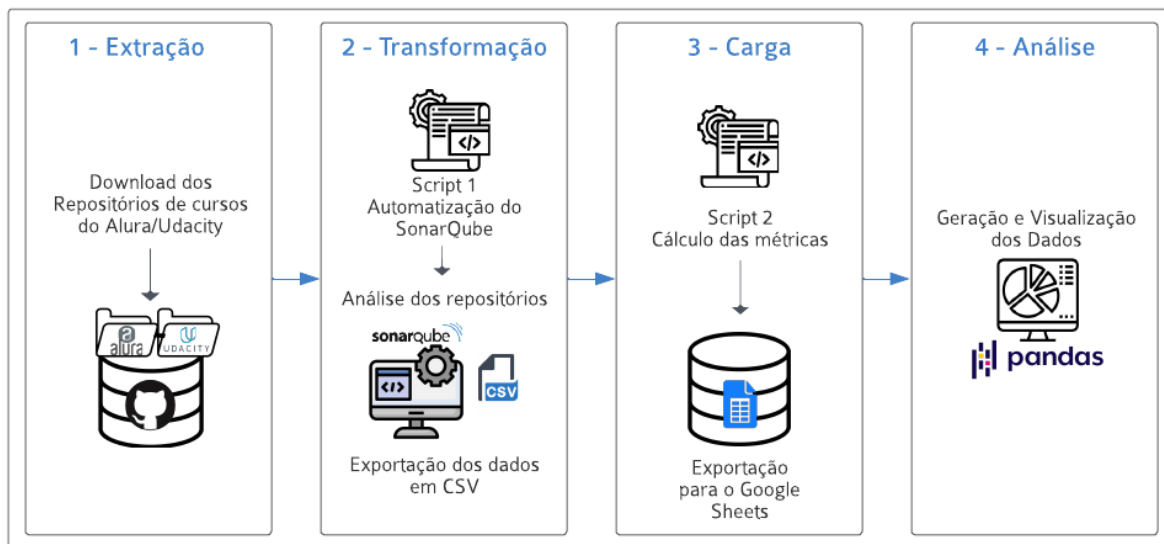 1 - Extração
Download dos
Repositórios de cursos
do Alura/Udacity
alura
UDACITY
2 - Transformação
</>
Script 1
Automatização do
SonarQube
Análise dos repositórios
sonarqube
</>
CSV
Exportação dos dados
em CSV
3 - Carga
</>
Script 2
Cálculo das métricas
Exportação
para o Google
Sheets
4 - Análise
Geração e Visualização
dos Dados
pandas